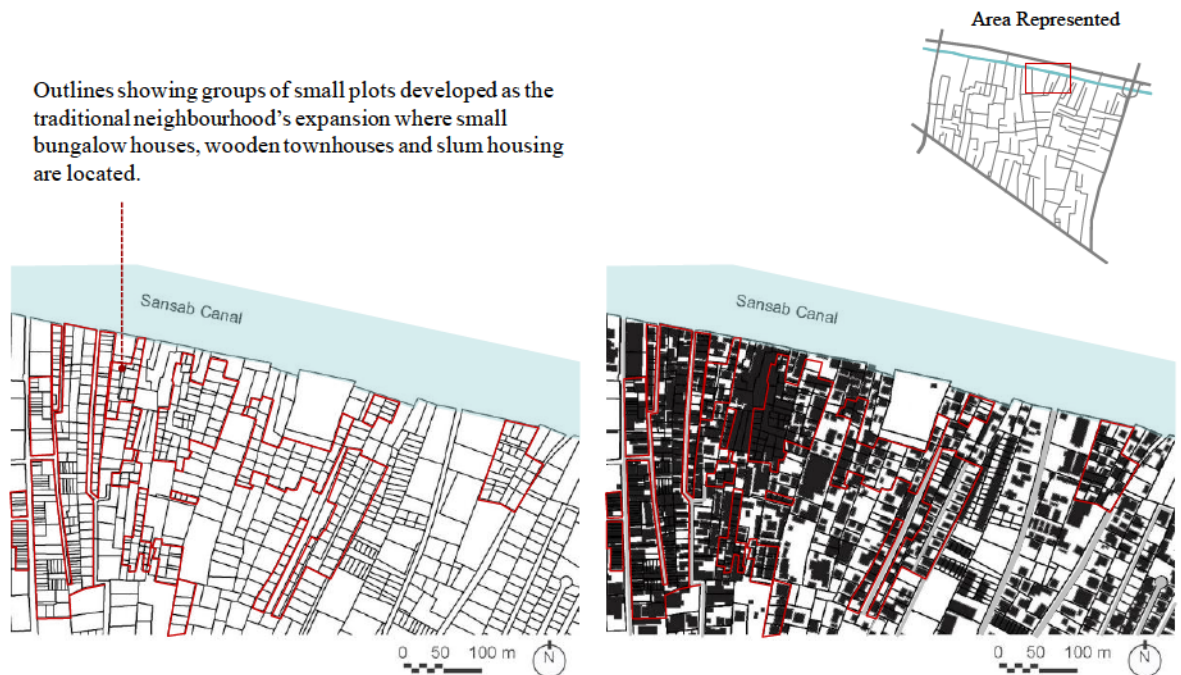 Area Represented
Outlines showing groups of small plots developed as the
traditional neighbourhood’s expansion where small
bungalow houses, wooden townhouses and slum housing
are located.
Sansab Canal
Sansab Canal
0 50 100 m
N
0 50 100 m
N